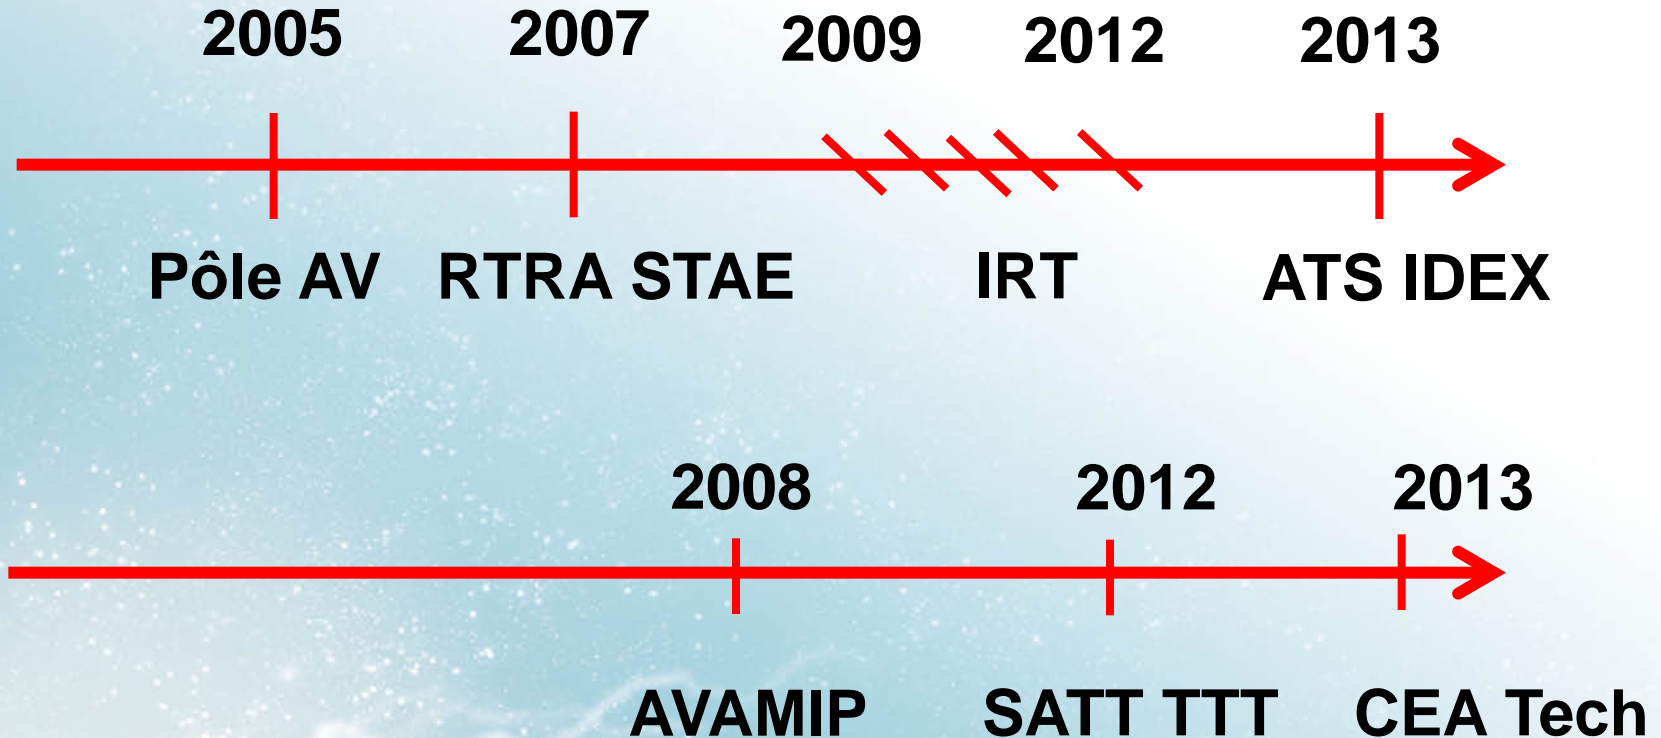 2005 2007 2009 2012 2013
Pôle AV RTRA STAE IRT ATS IDEX
2008 2012 2013
AVAMIP SATT TTT CEA Tech